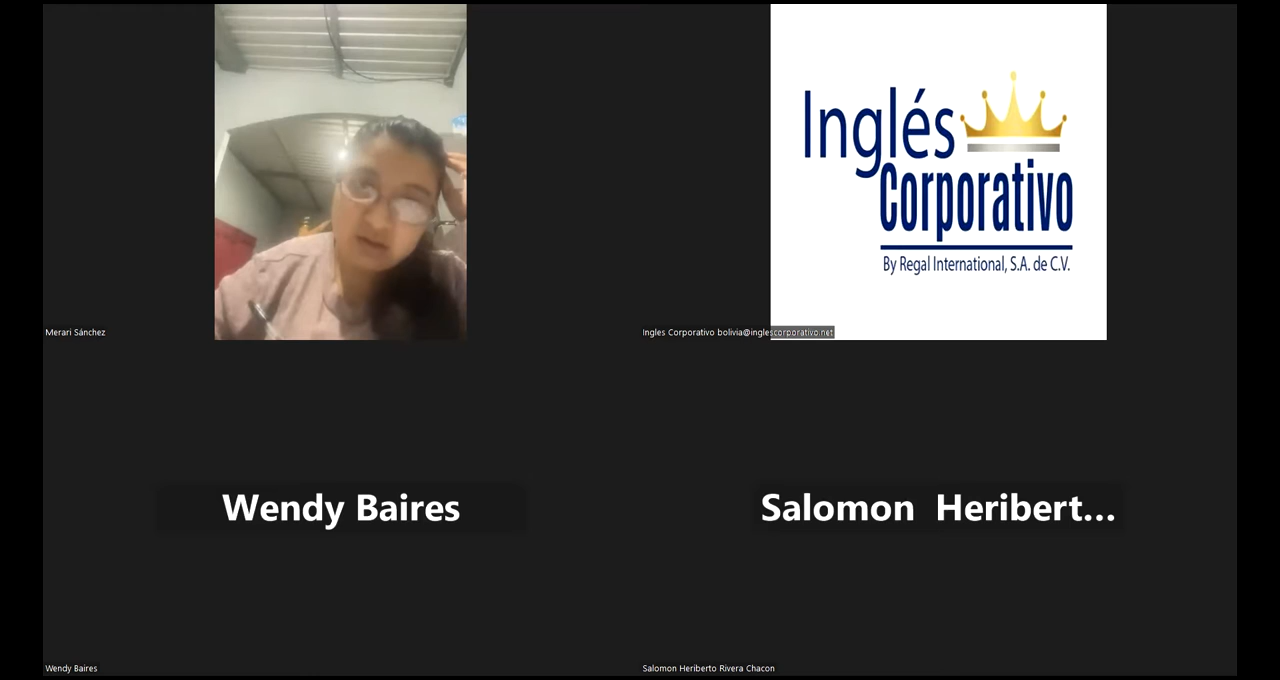 Inglés
Corporativo
By Regal International, S.A. de C.V.
Merari Sánchez
Ingles Corporativo bolivia@inglescorporativo.net
Wendy Baires
Salomon Heribert...
Wendy Baires
Salomon Heriberto Rivera Chacon